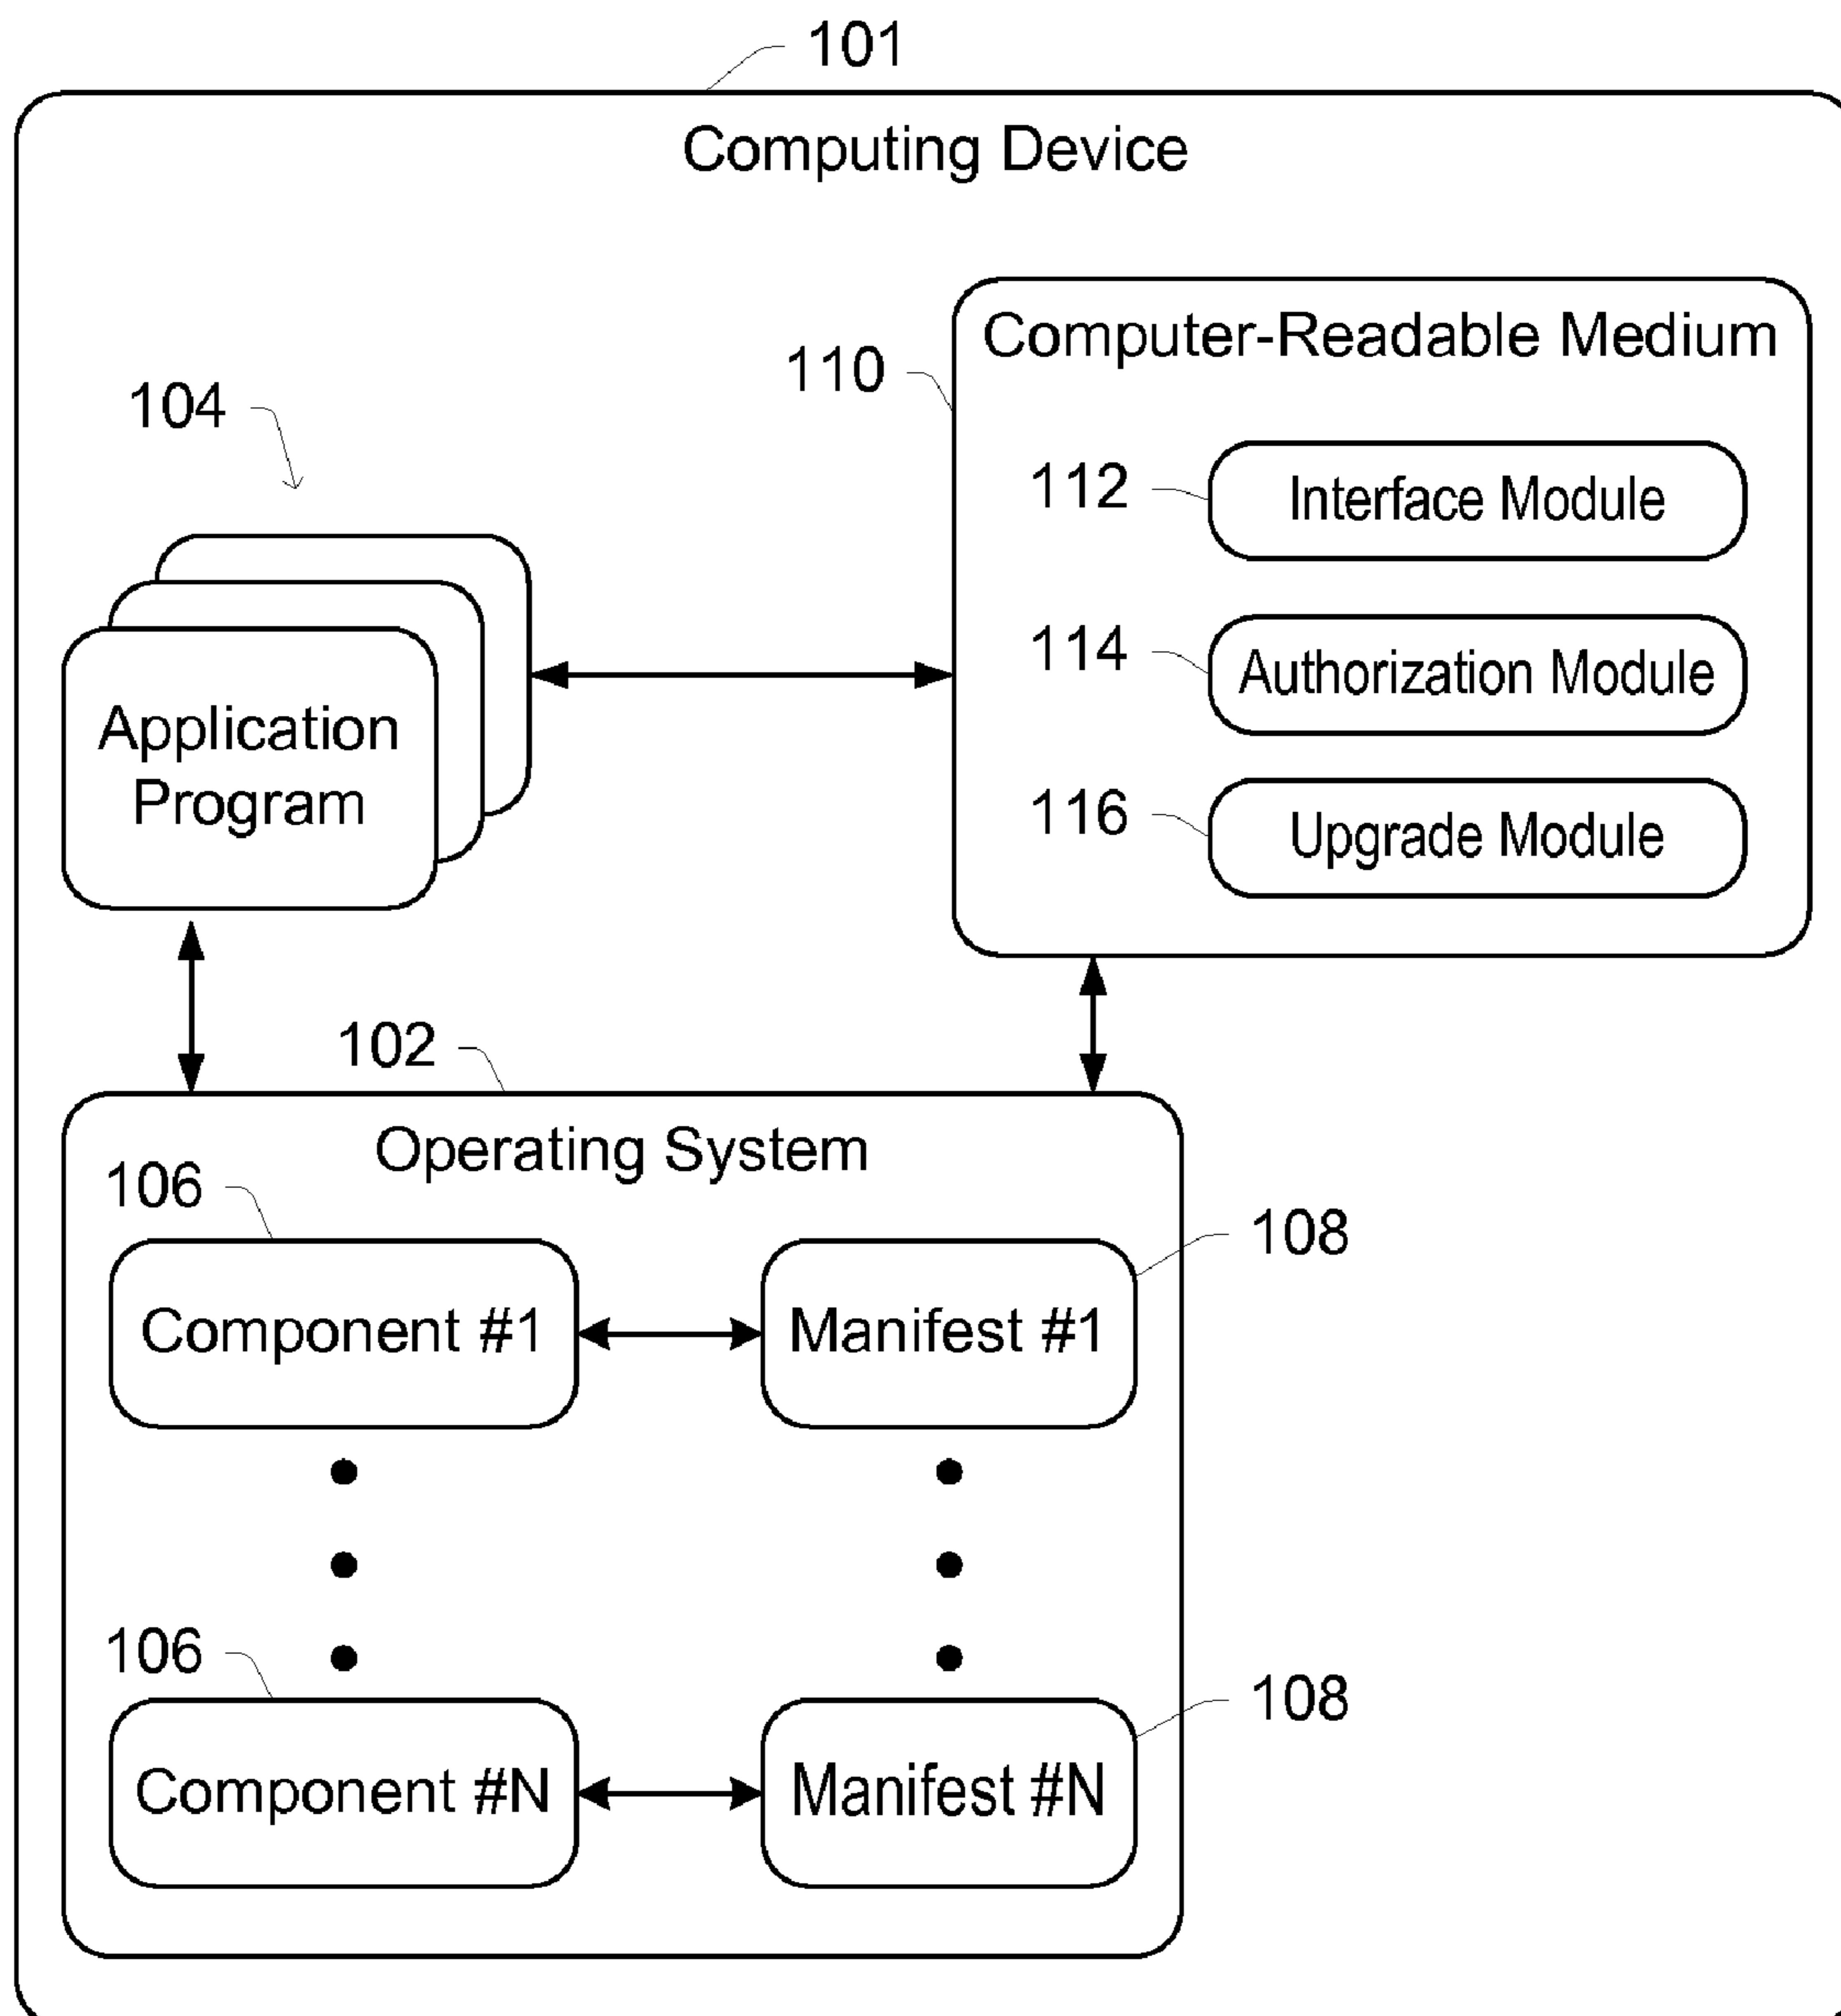 101
Computing Device
Computer-Readable Medium
110
104
112
Interface Module
114
Authorization Module
116
Upgrade Module
Application
Program
102
Operating System
106
108
Component #1
Manifest #1
106
108
Component #N
Manifest #N